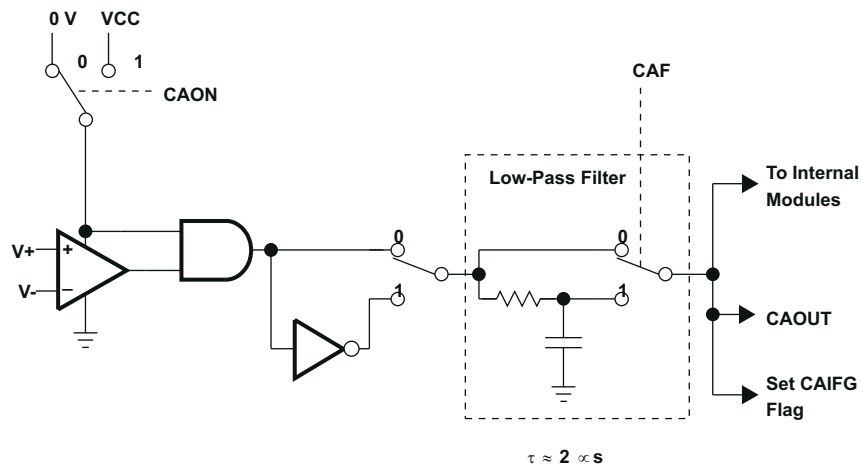 0 V VCC
0 1
CAON
CAF
Low-Pass Filter
To Internal
Modules
V+
+
V-
−
0
1
0
1
CAOUT
Set CAIFG
Flag
τ ≈ 2 ∝s